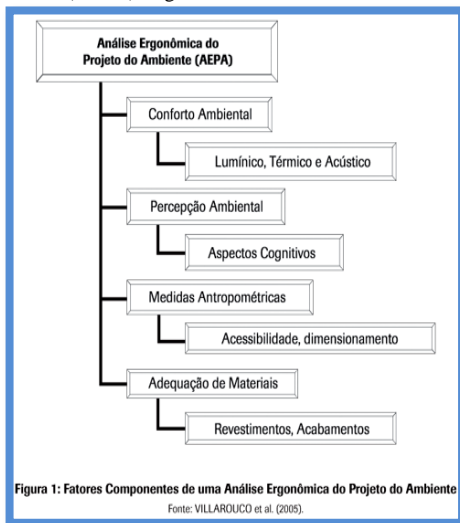 Análise Ergonômica do
Projeto do Ambiente (AEPA)
Conforto Ambiental
Lumínico, Térmico e Acústico
Percepção Ambiental
Aspectos Cognitivos
Medidas Antropométricas
Acessibilidade, dimensionamento
Adequação de Materiais
Revestimentos, Acabamentos
Figura 1: Fatores Componentes de uma Análise Ergonômica do Projeto do Ambiente
Fonte: VILLAROUCO et al. (2005).